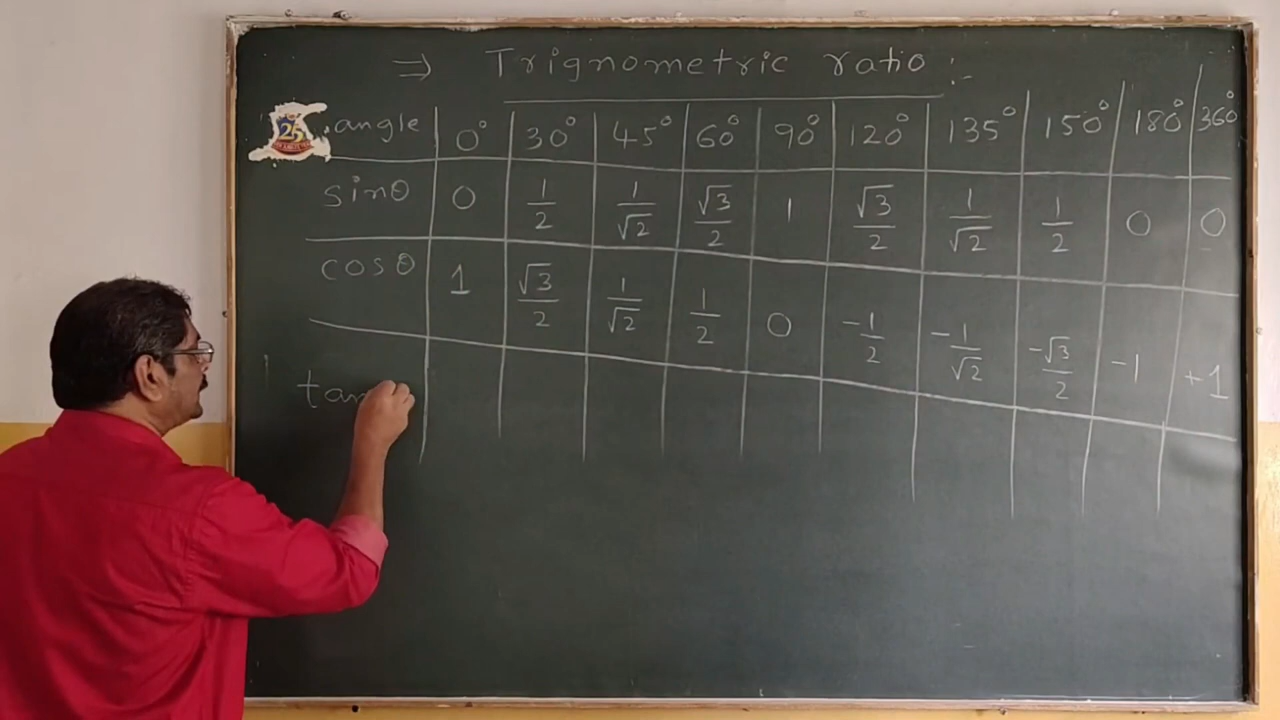 ⇒ Trignometric ratio :-
angle 0° 30° 45° 60° 90° 120° 135° 150° 180° 360°
sinθ 0 1/2 1/√2 √3/2 1 √3/2 1/√2 1/2 0 0
cosθ 1 √3/2 1/√2 1/2 0 -1/2 -1/√2 -√3/2 -1 +1
tan
25